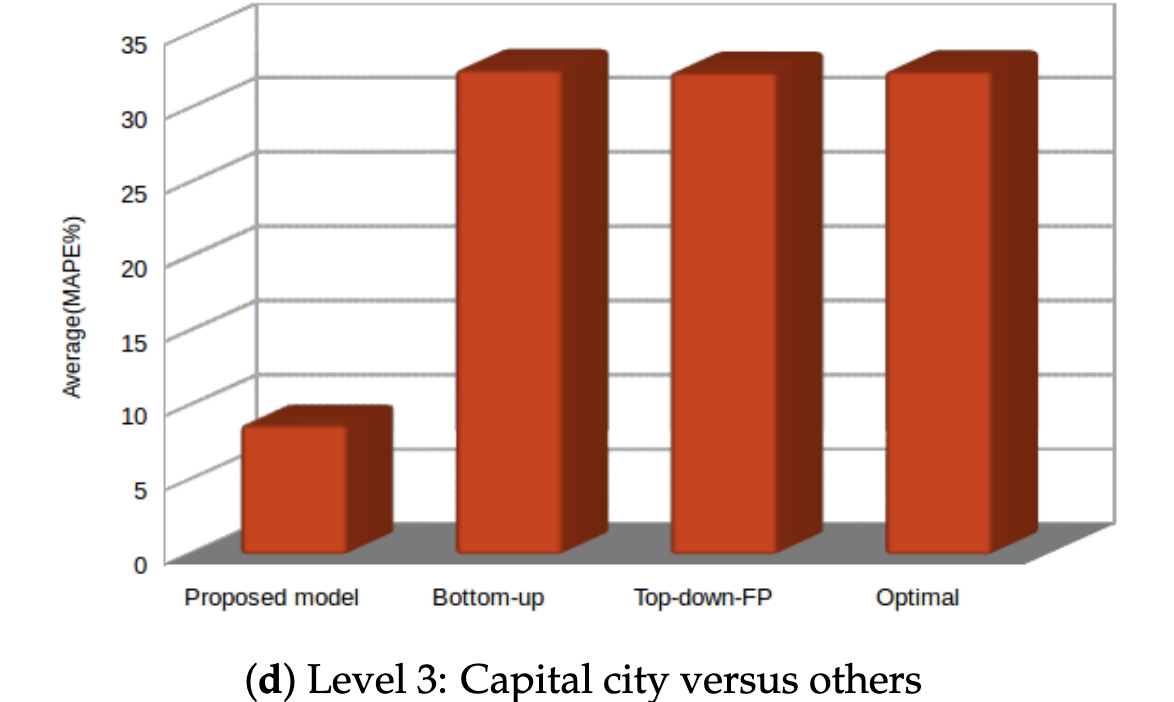 35
30
25
20
15
10
5
0
Average(MAPE%)
Proposed model Bottom-up Top-down-FP Optimal
(d) Level 3: Capital city versus others